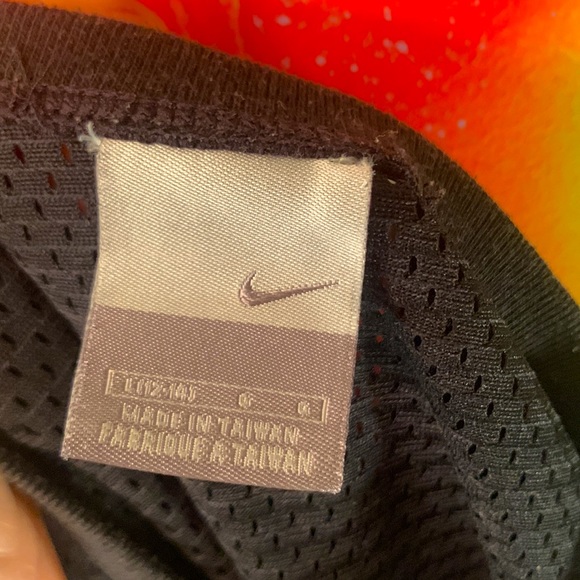 L(12-14) G G
MADE IN TAIWAN
FABRIQUE A TAIWAN